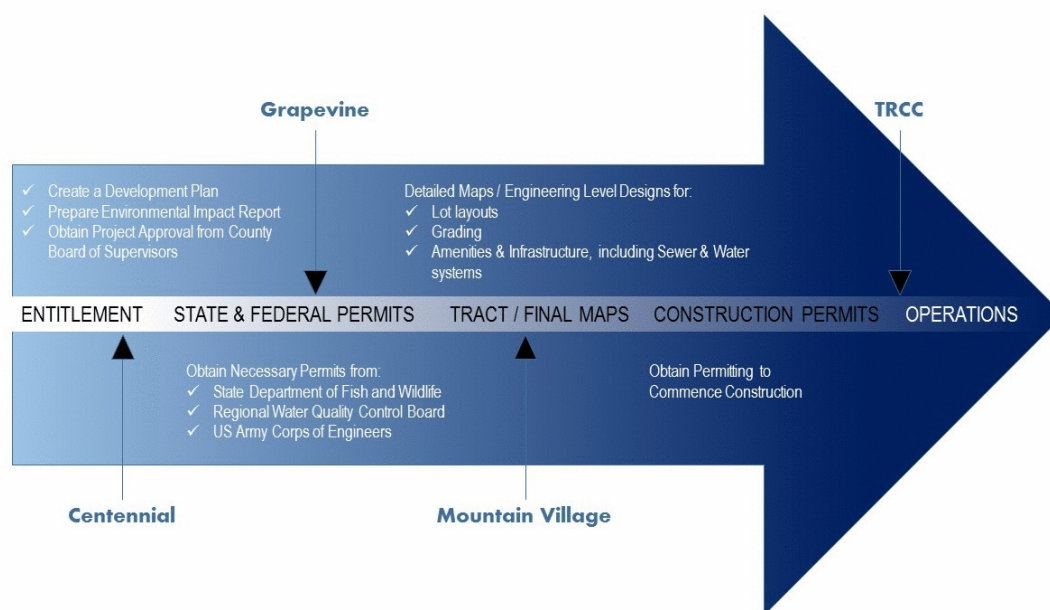 Grapevine
TRCC
✓ Create a Development Plan
✓ Prepare Environmental Impact Report
✓ Obtain Project Approval from County
Board of Supervisors
Detailed Maps / Engineering Level Designs for:
✓ Lot layouts
✓ Grading
✓ Amenities & Infrastructure, including Sewer & Water
systems
ENTITLEMENT STATE & FEDERAL PERMITS TRACT / FINAL MAPS CONSTRUCTION PERMITS OPERATIONS
Obtain Necessary Permits from:
✓ State Department of Fish and Wildlife
✓ Regional Water Quality Control Board
✓ US Army Corps of Engineers
Obtain Permitting to
Commence Construction
Centennial
Mountain Village